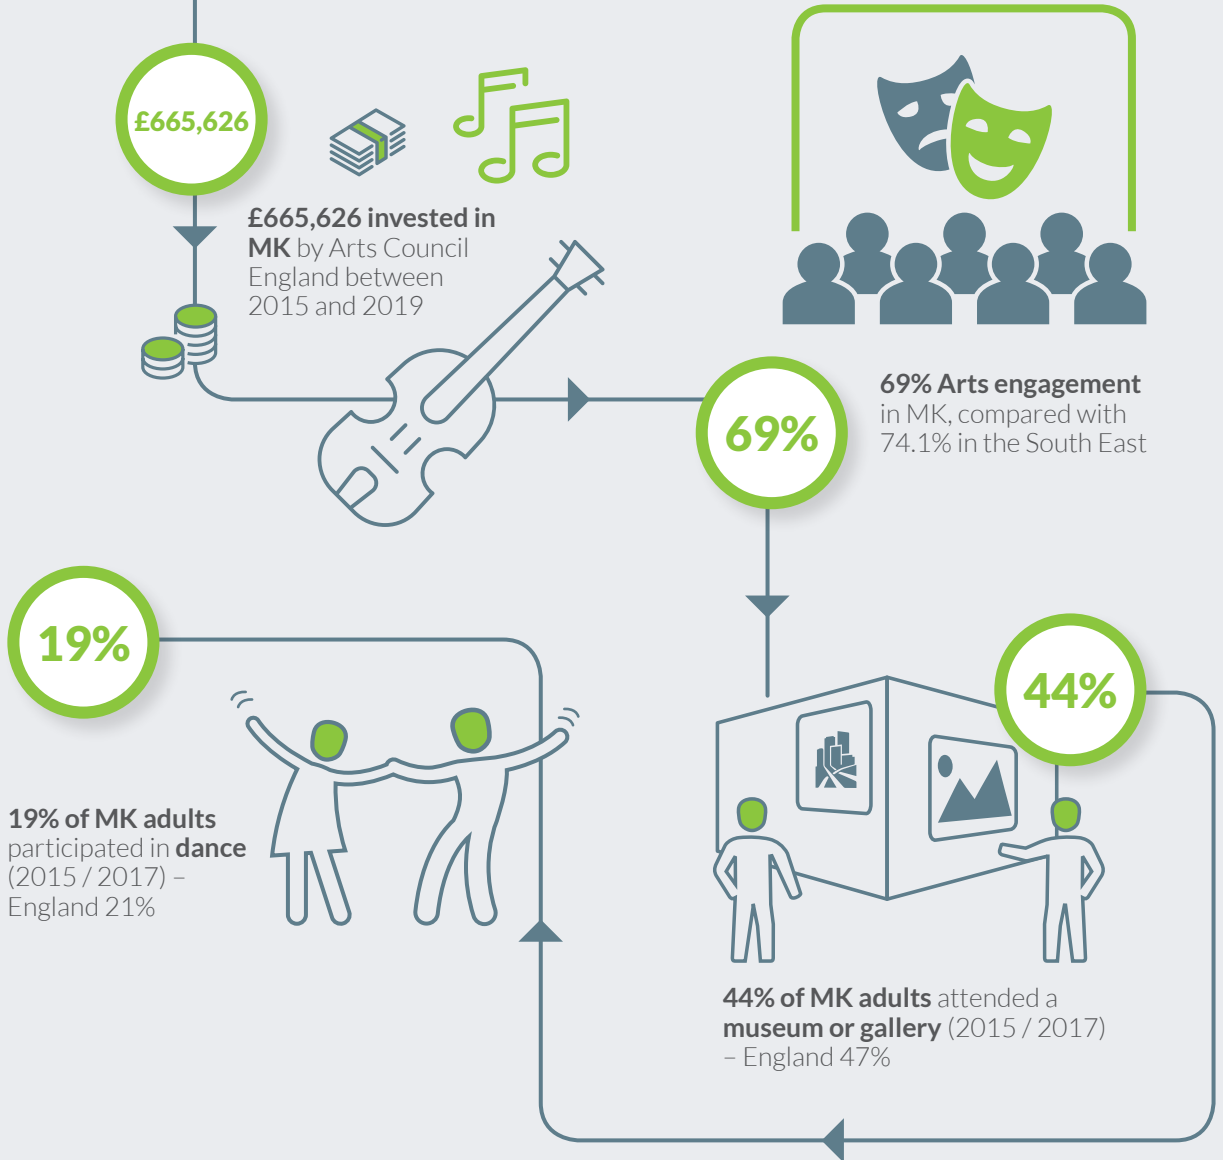 £665,626
£665,626 invested in
MK by Arts Council
England between
2015 and 2019
69%
69% Arts engagement
in MK, compared with
74.1% in the South East
44%
44% of MK adults attended a
museum or gallery (2015 / 2017)
– England 47%
19%
19% of MK adults
participated in dance
(2015 / 2017) –
England 21%